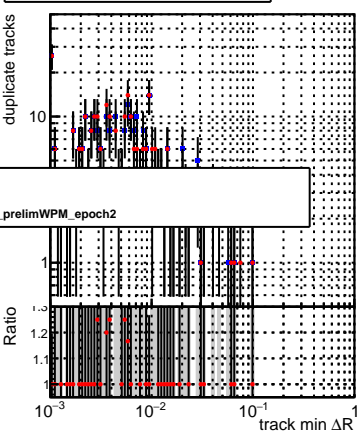 duplicate tracks
10
_prelimWPM_epoch2
1
Ratio
1.3
1.2
1.1
1
10⁻³ 10⁻² 10⁻¹ 1
track min ΔR